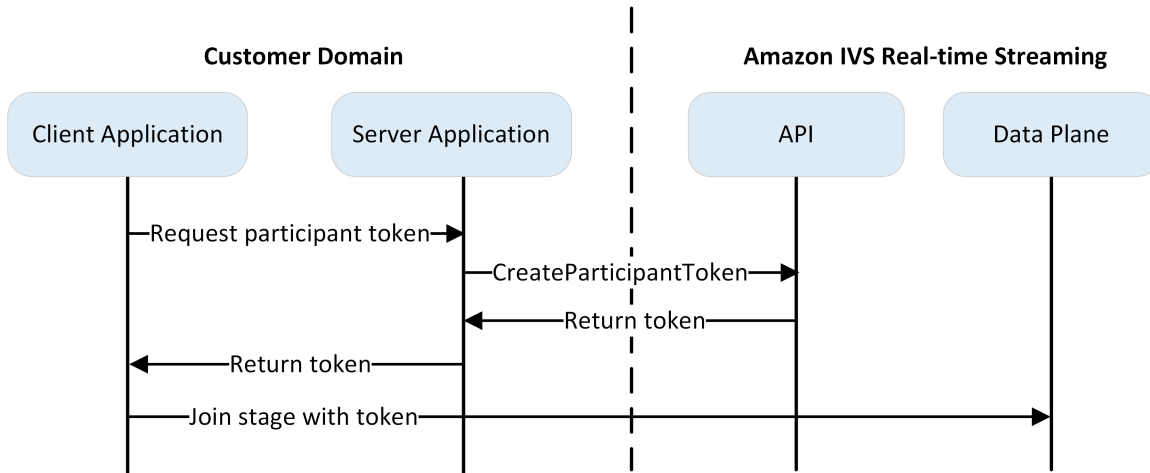 Customer Domain
Amazon IVS Real-time Streaming
Client Application
Server Application
API
Data Plane
Request participant token
CreateParticipantToken
Return token
Return token
Join stage with token